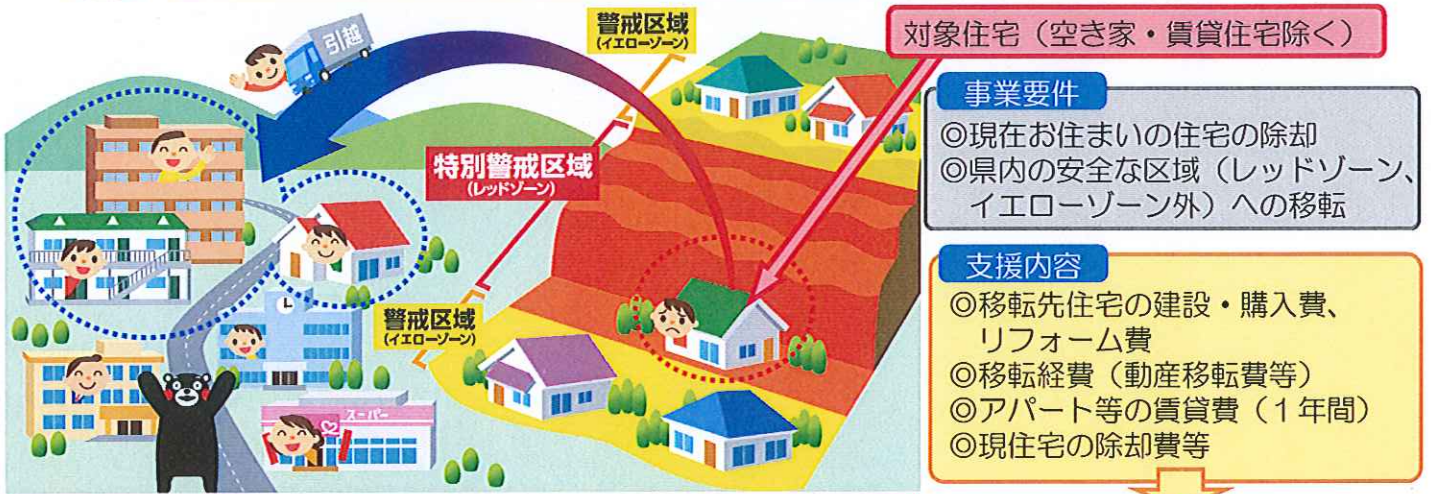 引越
警戒区域
(イエローゾーン)
特別警戒区域
(レッドゾーン)
警戒区域
(イエローゾーン)
スーパー
対象住宅（空き家・賃貸住宅除く）
事業要件
◎現在お住まいの住宅の除却
◎県内の安全な区域（レッドゾーン、
イエローゾーン外）への移転
支援内容
◎移転先住宅の建設・購入費、
リフォーム費
◎移転経費（動産移転費等）
◎アパート等の賃貸費（１年間）
◎現住宅の除却費等